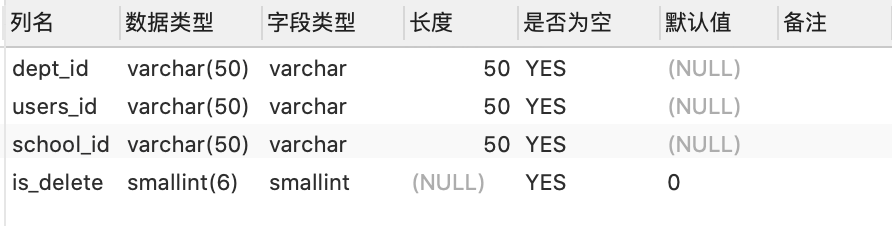 列名 数据类型 字段类型 长度 是否为空 默认值 备注
dept_id varchar(50) varchar 50 YES (NULL)
users_id varchar(50) varchar 50 YES (NULL)
school_id varchar(50) varchar 50 YES (NULL)
is_delete smallint(6) smallint (NULL) YES 0